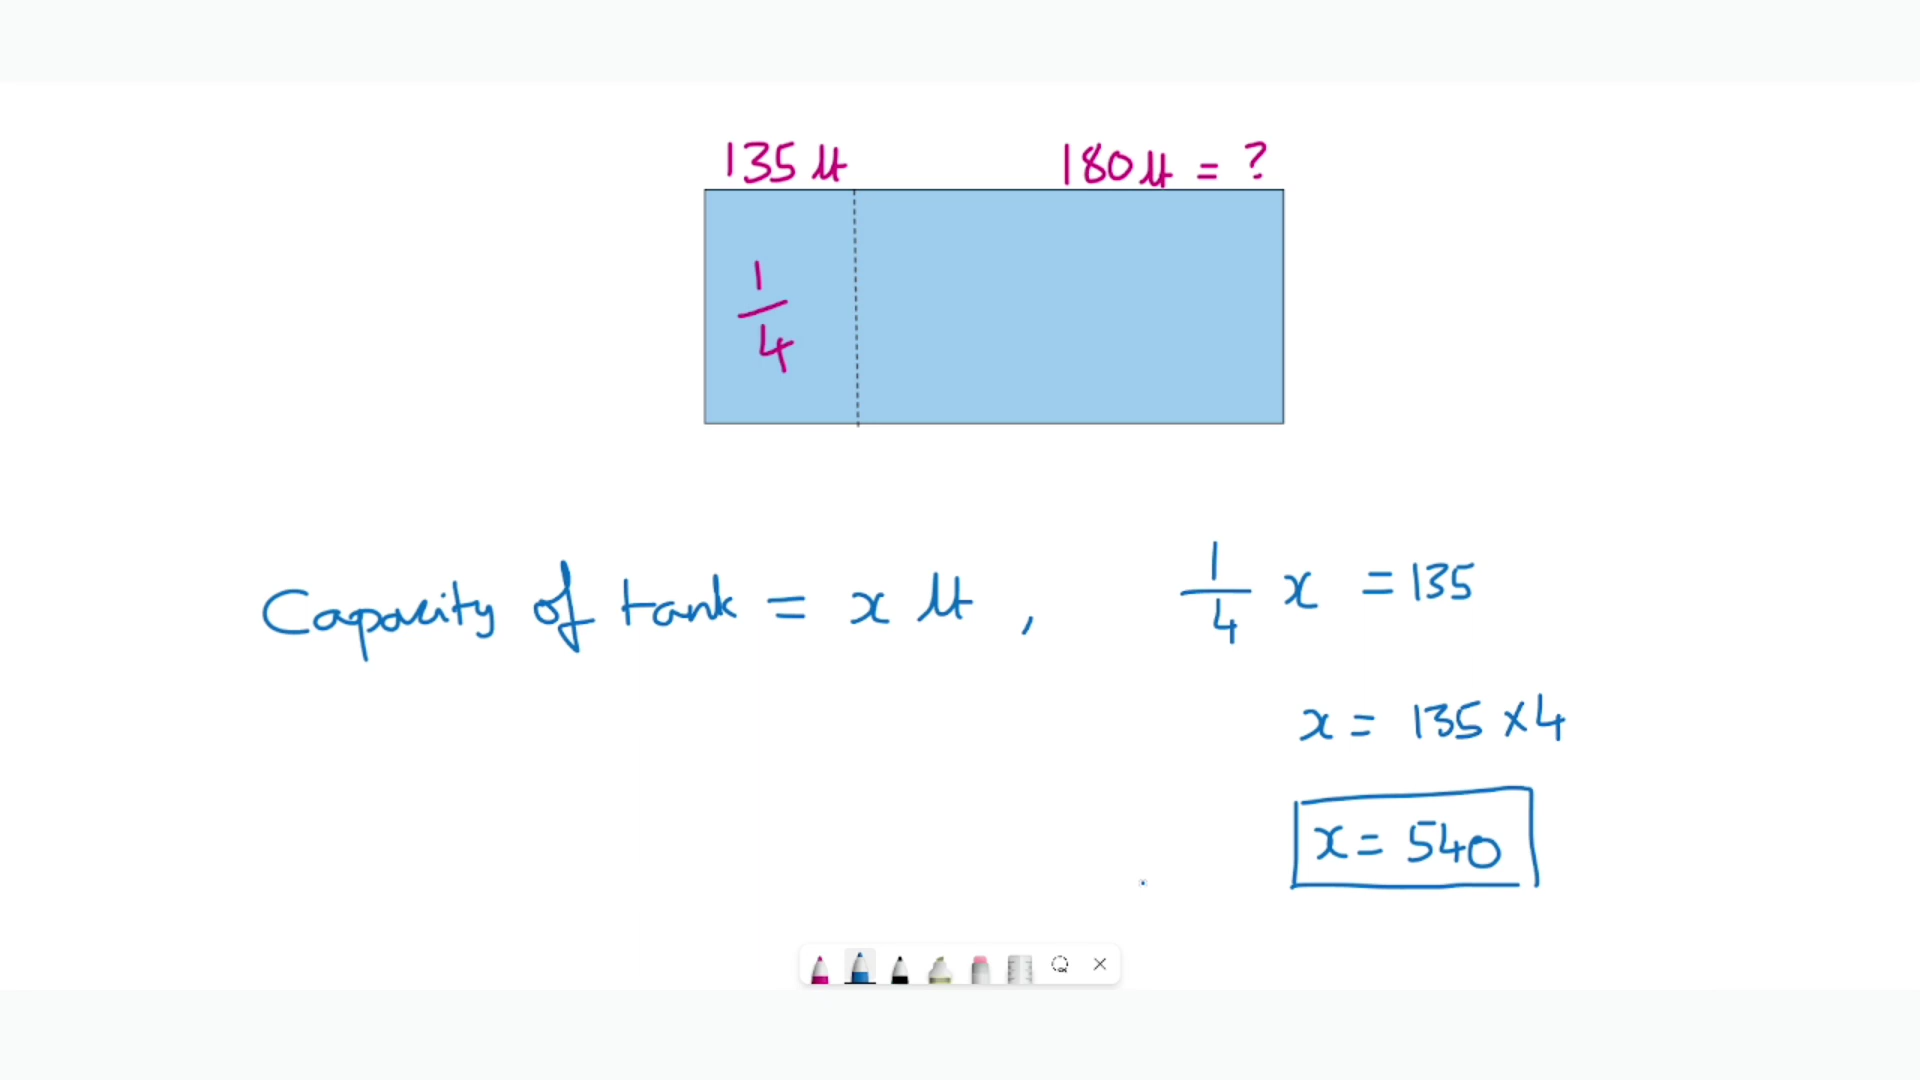 135 lt 180 lt = ?
1/4
Capacity of tank = x lt , 1/4 x = 135
x = 135 × 4
x = 540